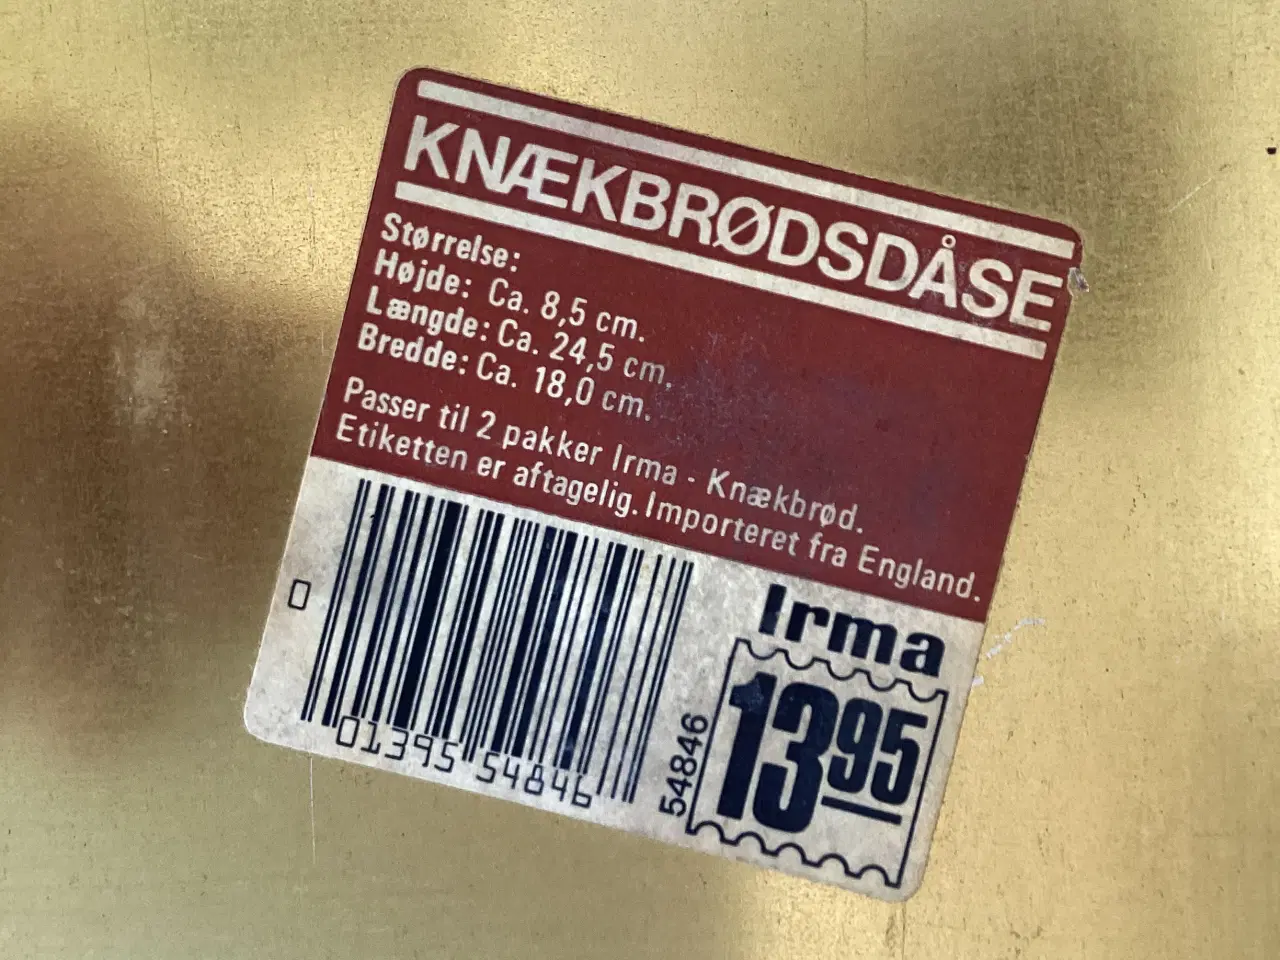 KNÆKBRØDSDÅSE
Størrelse:
Højde: Ca. 8,5 cm.
Længde: Ca. 24,5 cm.
Bredde: Ca. 18,0 cm.
Passer til 2 pakker Irma - Knækbrød.
Etiketten er aftagelig. Importeret fra England.
0
01395 54846
54846
Irma
13 95